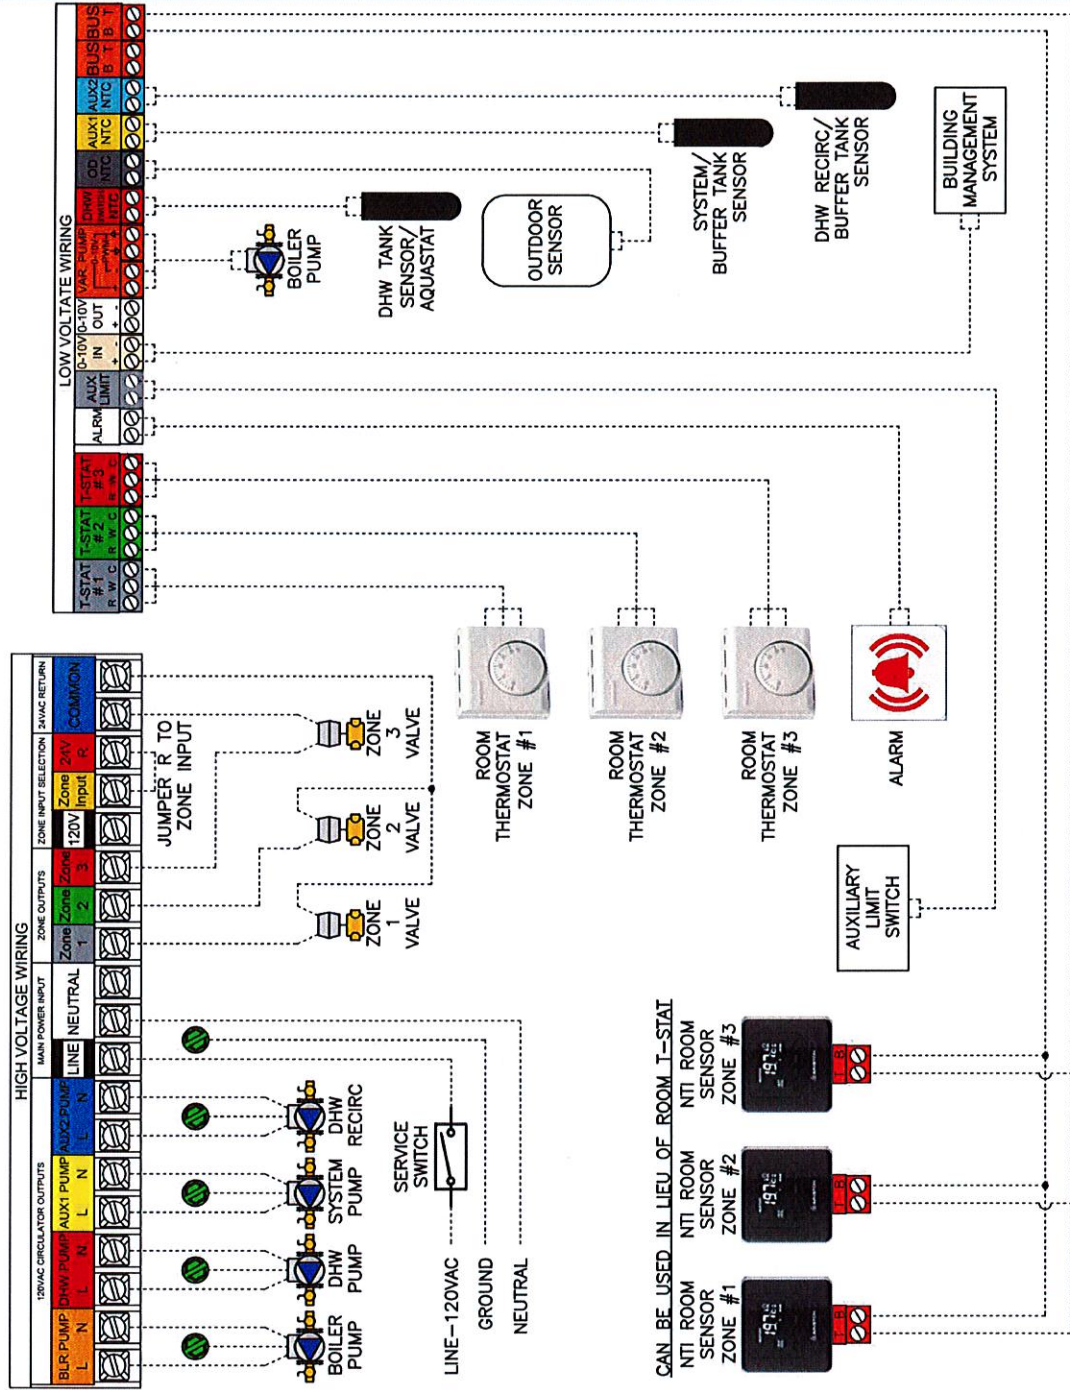 HIGH VOLTAGE WIRING
120VAC CIRCULATOR OUTPUTS
MAIN POWER INPUT
ZONE OUTPUTS
ZONE INPUT SELECTION
24VAC RETURN
BLR PUMP
L N
DHW PUMP
L N
AUX1 PUMP
L N
AUX2 PUMP
L N
LINE
NEUTRAL
Zone
1
Zone
2
Zone
3
120V
Zone
Input
24V
R
COMMON
LOW VOLTATE WIRING
T-STAT
#1
R W C
T-STAT
#2
R W C
T-STAT
#3
R W C
ALRM
AUX
LIMIT
0-10V
IN
+ -
0-10V
OUT
+ -
VAR PUMP
0-10V
PWM
- + +
DHW
SWITCH
NTC
OD
NTC
AUX1
NTC
AUX2
NTC
BUS
B T
BUS
B T
JUMPER R TO
ZONE INPUT
BOILER
PUMP
DHW
PUMP
SYSTEM
PUMP
DHW
RECIRC
ZONE
1
VALVE
ZONE
2
VALVE
ZONE
3
VALVE
SERVICE
SWITCH
LINE-120VAC
GROUND
NEUTRAL
BOILER
PUMP
DHW TANK
SENSOR/
AQUASTAT
OUTDOOR
SENSOR
SYSTEM/
BUFFER TANK
SENSOR
DHW RECIRC/
BUFFER TANK
SENSOR
BUILDING
MANAGEMENT
SYSTEM
ROOM
THERMOSTAT
ZONE #1
ROOM
THERMOSTAT
ZONE #2
ROOM
THERMOSTAT
ZONE #3
ALARM
AUXILIARY
LIMIT
SWITCH
CAN BE USED IN LIEU OF ROOM T-STAT
NTI ROOM
SENSOR
ZONE #1
NTI ROOM
SENSOR
ZONE #2
NTI ROOM
SENSOR
ZONE #3
T B
T B
T B